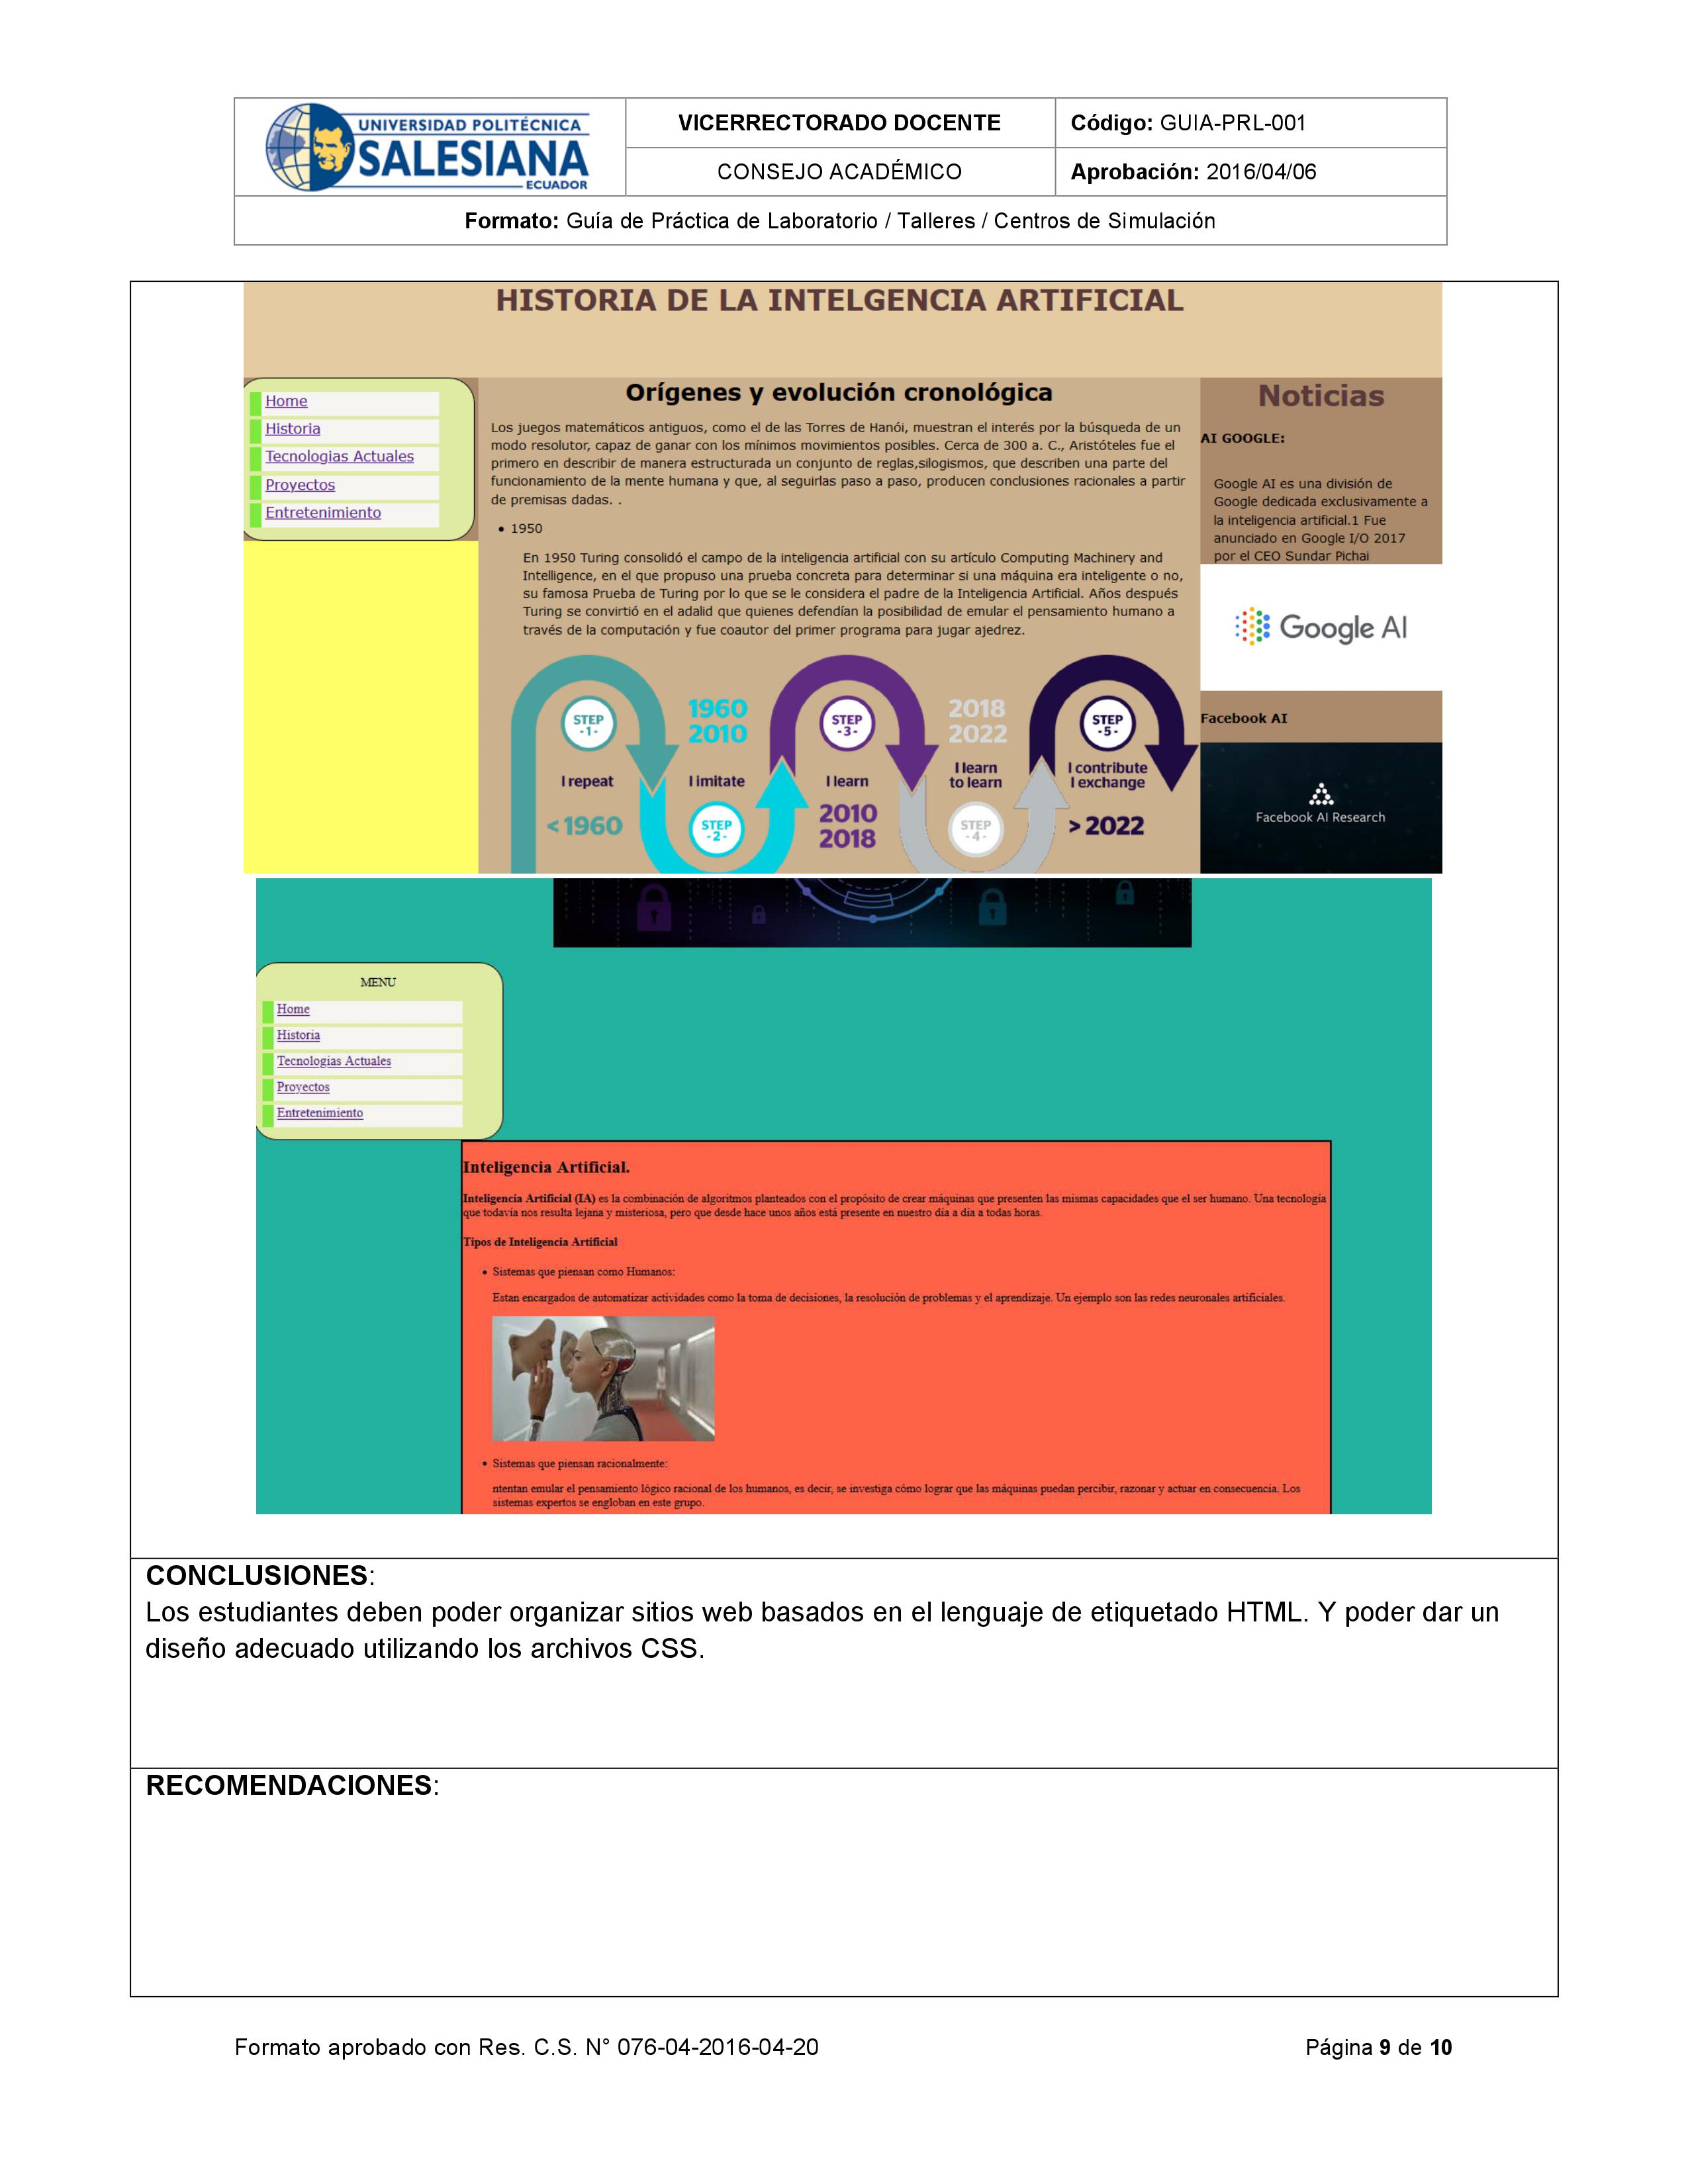 UNIVERSIDAD POLITÉCNICA
SALESIANA
ECUADOR
VICERRECTORADO DOCENTE
Código: GUIA-PRL-001
CONSEJO ACADÉMICO
Aprobación: 2016/04/06
Formato: Guía de Práctica de Laboratorio / Talleres / Centros de Simulación
HISTORIA DE LA INTELGENCIA ARTIFICIAL
Home
Historia
Tecnologias Actuales
Proyectos
Entretenimiento
Orígenes y evolución cronológica
Los juegos matemáticos antiguos, como el de las Torres de Hanói, muestran el interés por la búsqueda de un
modo resolutor, capaz de ganar con los mínimos movimientos posibles. Cerca de 300 a. C., Aristóteles fue el
primero en describir de manera estructurada un conjunto de reglas,silogismos, que describen una parte del
funcionamiento de la mente humana y que, al seguirlas paso a paso, producen conclusiones racionales a partir
de premisas dadas. .
• 1950
En 1950 Turing consolidó el campo de la inteligencia artificial con su artículo Computing Machinery and
Intelligence, en el que propuso una prueba concreta para determinar si una máquina era inteligente o no,
su famosa Prueba de Turing por lo que se le considera el padre de la Inteligencia Artificial. Años después
Turing se convirtió en el adalid que quienes defendían la posibilidad de emular el pensamiento humano a
través de la computación y fue coautor del primer programa para jugar ajedrez.
STEP
-1-
I repeat
< 1960
1960
2010
I imitate
STEP
-2-
STEP
-3-
I learn
2010
2018
2018
2022
I learn
to learn
STEP
-4-
STEP
-5-
I contribute
I exchange
> 2022
Noticias
AI GOOGLE:
Google AI es una división de
Google dedicada exclusivamente a
la inteligencia artificial.1 Fue
anunciado en Google I/O 2017
por el CEO Sundar Pichai
Google AI
Facebook AI
Facebook AI Research
MENU
Home
Historia
Tecnologias Actuales
Proyectos
Entretenimiento
Inteligencia Artificial.
Inteligencia Artificial (IA) es la combinación de algoritmos planteados con el propósito de crear máquinas que presenten las mismas capacidades que el ser humano. Una tecnología
que todavía nos resulta lejana y misteriosa, pero que desde hace unos años está presente en nuestro día a día a todas horas.
Tipos de Inteligencia Artificial
• Sistemas que piensan como Humanos:
Estan encargados de automatizar actividades como la toma de decisiones, la resolución de problemas y el aprendizaje. Un ejemplo son las redes neuronales artificiales.
• Sistemas que piensan racionalmente:
ntentan emular el pensamiento lógico racional de los humanos, es decir, se investiga cómo lograr que las máquinas puedan percibir, razonar y actuar en consecuencia. Los
sistemas expertos se engloban en este grupo.
CONCLUSIONES:
Los estudiantes deben poder organizar sitios web basados en el lenguaje de etiquetado HTML. Y poder dar un
diseño adecuado utilizando los archivos CSS.
RECOMENDACIONES:
Formato aprobado con Res. C.S. N° 076-04-2016-04-20
Página 9 de 10